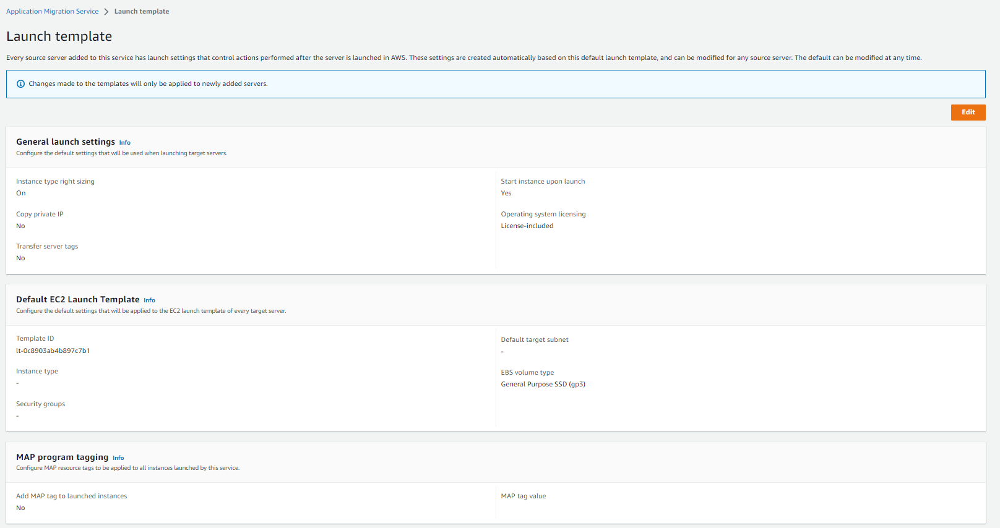 Application Migration Service > Launch template
Launch template
Every source server added to this service has launch settings that control actions performed after the server is launched in AWS. These settings are created automatically based on this default launch template, and can be modified for any source server. The default can be modified at any time.
Changes made to the templates will only be applied to newly added servers.
Edit
General launch settings Info
Configure the default settings that will be used when launching target servers.
Instance type right sizing
On
Copy private IP
No
Transfer server tags
No
Start instance upon launch
Yes
Operating system licensing
License-included
Default EC2 Launch Template Info
Configure the default settings that will be applied to the EC2 launch template of every target server.
Template ID
lt-0c8903ab4b897c7b1
Instance type
-
Security groups
-
Default target subnet
-
EBS volume type
General Purpose SSD (gp3)
MAP program tagging Info
Configure MAP resource tags to be applied to all instances launched by this service.
Add MAP tag to launched instances
No
MAP tag value